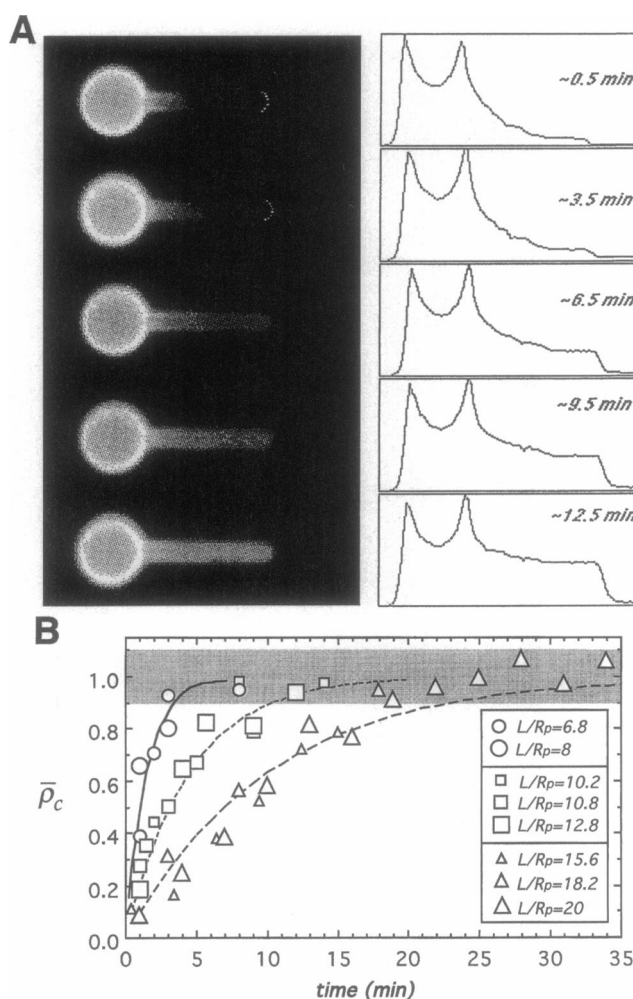 A
~0.5 min
~3.5 min
~6.5 min
~9.5 min
~12.5 min
B
1.0
0.8
0.6
0.4
0.2
0.0
ρ̅c
L/Rp=6.8
L/Rp=8
L/Rp=10.2
L/Rp=10.8
L/Rp=12.8
L/Rp=15.6
L/Rp=18.2
L/Rp=20
0 5 10 15 20 25 30 35
time (min)